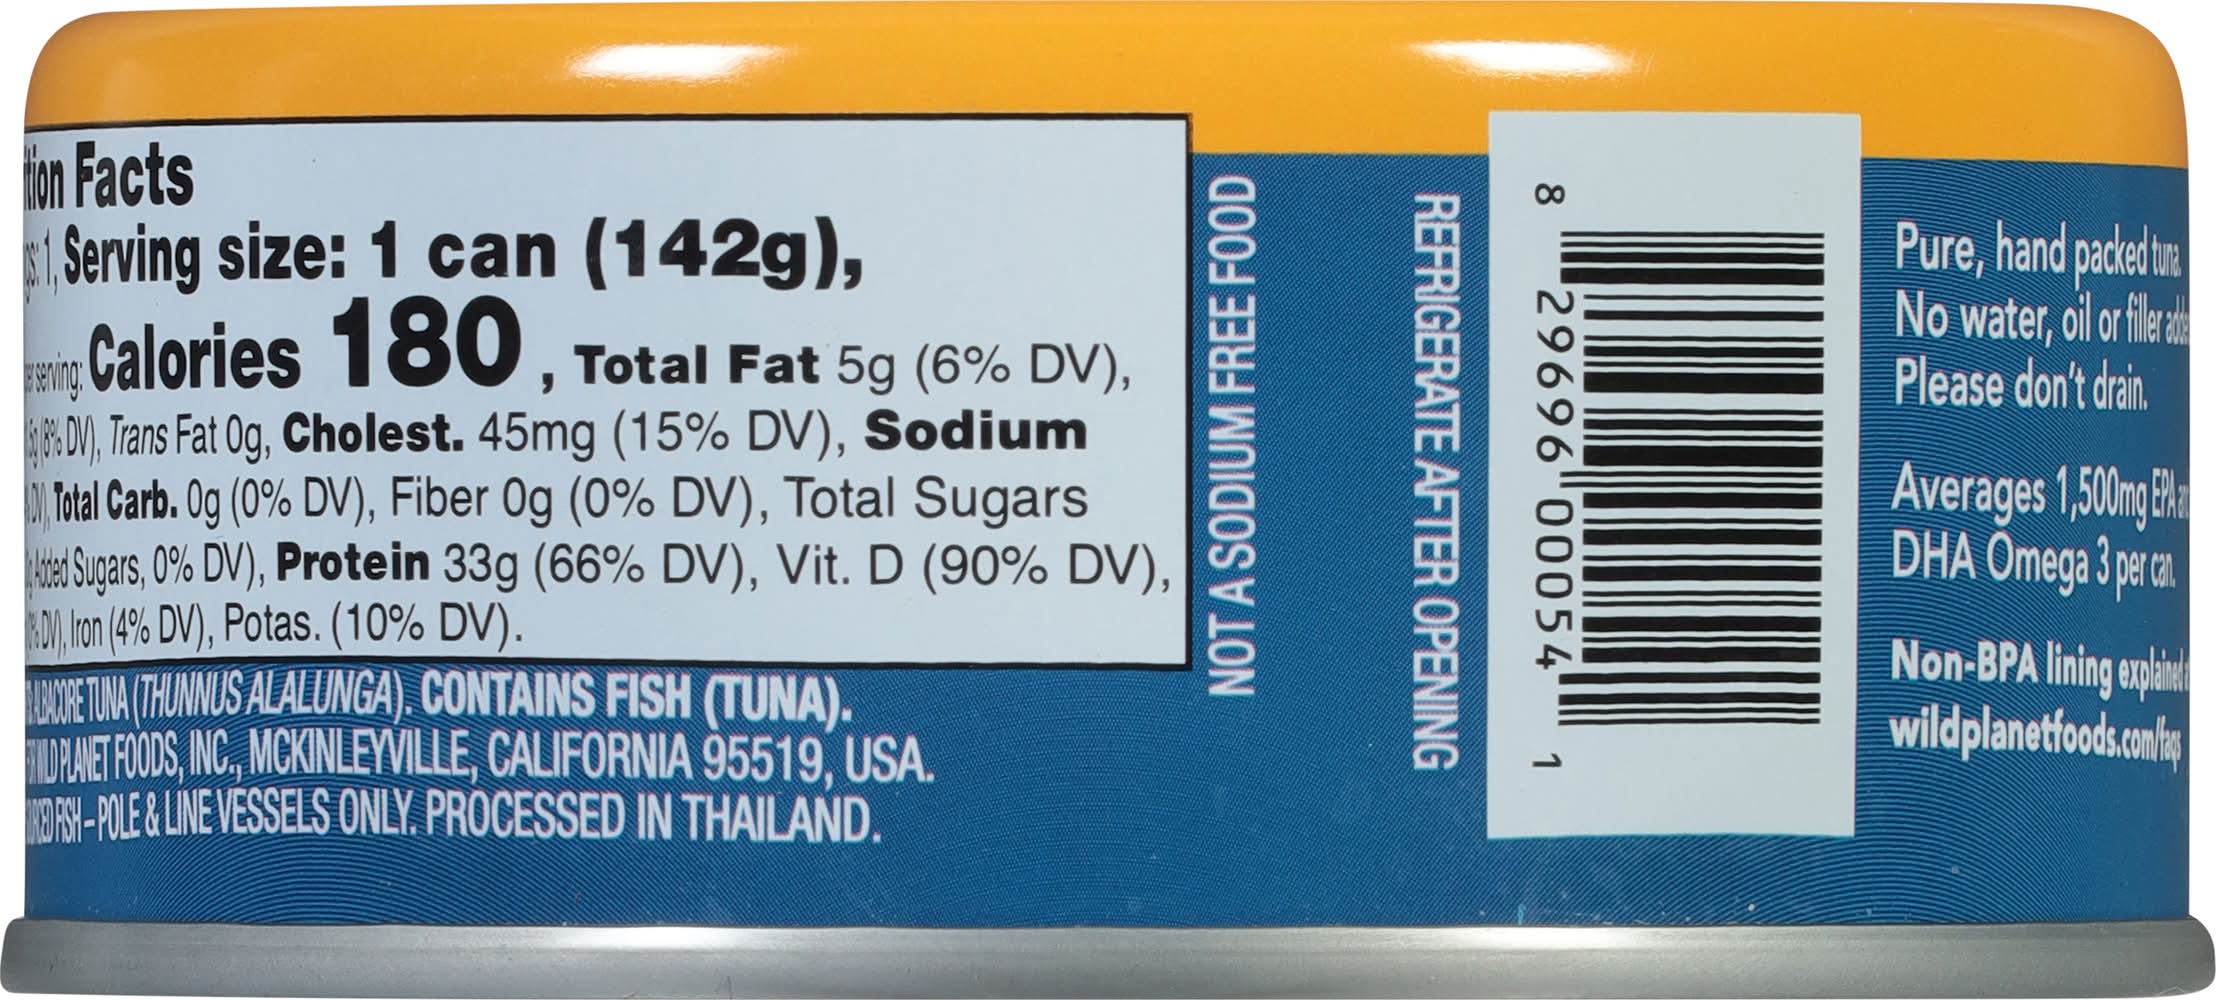 Facts
1, Serving size: 1 can (142g),
serving: Calories 180, Total Fat 5g (6% DV),
(8% DV), Trans Fat 0g, Cholest. 45mg (15% DV), Sodium
DV), Total Carb. 0g (0% DV), Fiber 0g (0% DV), Total Sugars
Added Sugars, 0% DV), Protein 33g (66% DV), Vit. D (90% DV),
DV), Iron (4% DV), Potas. (10% DV).
ALBACORE TUNA (THUNNUS ALALUNGA). CONTAINS FISH (TUNA).
WILD PLANET FOODS, INC., MCKINLEYVILLE, CALIFORNIA 95519, USA.
FISH – POLE & LINE VESSELS ONLY. PROCESSED IN THAILAND.
NOT A SODIUM FREE FOOD
REFRIGERATE AFTER OPENING
8 29696 00054 1
Pure, hand packed tuna.
No water, oil or filler
Please don't drain.
Averages 1,500mg EPA
DHA Omega 3 per can.
Non-BPA lining explained
wildplanetfoods.com/faqs